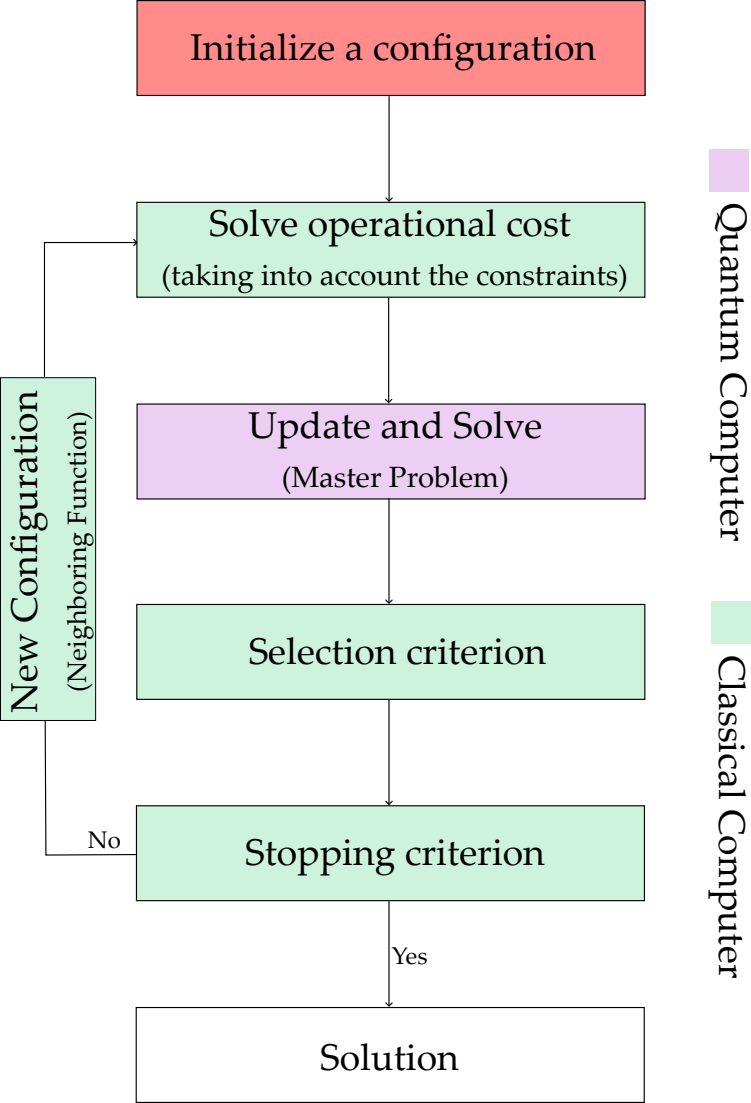 Initialize a configuration
Solve operational cost
(taking into account the constraints)
Update and Solve
(Master Problem)
Selection criterion
Stopping criterion
No
Yes
Solution
New Configuration
(Neighboring Function)
Quantum Computer
Classical Computer